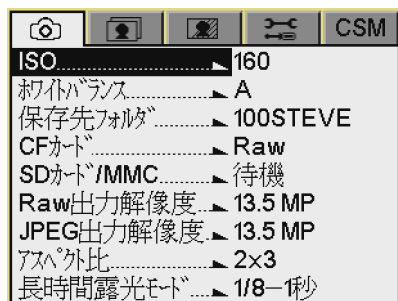 CSM
ISO 160
ﾎﾜｲﾄﾊﾞﾗﾝｽ A
保存先ﾌｫﾙﾀﾞ 100STEVE
CFｶｰﾄﾞ Raw
SDｶｰﾄﾞ/MMC 待機
Raw出力解像度 13.5 MP
JPEG出力解像度 13.5 MP
ｱｽﾍﾟｸﾄ比 2×3
長時間露光ﾓｰﾄﾞ 1/8–1秒